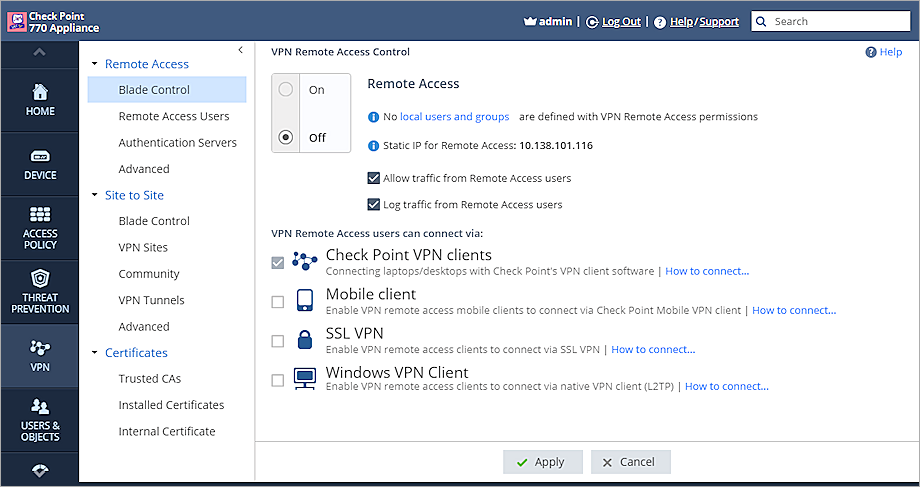 Check Point
770 Appliance
admin | Log Out | ? Help/Support
Search
HOME
DEVICE
ACCESS
POLICY
THREAT
PREVENTION
VPN
USERS &
OBJECTS
Remote Access
Blade Control
Remote Access Users
Authentication Servers
Advanced
Site to Site
Blade Control
VPN Sites
Community
VPN Tunnels
Advanced
Certificates
Trusted CAs
Installed Certificates
Internal Certificate
VPN Remote Access Control
? Help
On
Off
Remote Access
i No local users and groups are defined with VPN Remote Access permissions
i Static IP for Remote Access: 10.138.101.116
Allow traffic from Remote Access users
Log traffic from Remote Access users
VPN Remote Access users can connect via:
Check Point VPN clients
Connecting laptops/desktops with Check Point's VPN client software | How to connect...
Mobile client
Enable VPN remote access mobile clients to connect via Check Point Mobile VPN client | How to connect...
SSL VPN
Enable VPN remote access clients to connect via SSL VPN | How to connect...
Windows VPN Client
Enable VPN remote access clients to connect via native VPN client (L2TP) | How to connect...
Apply
Cancel